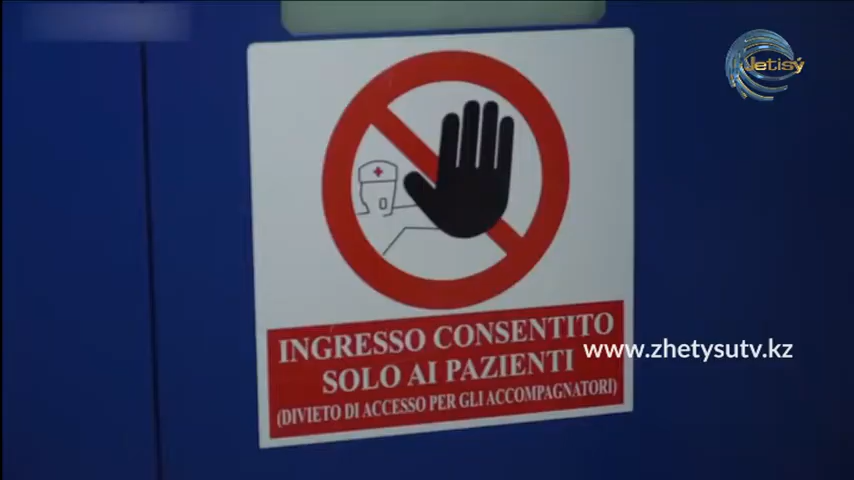 Jetisý
INGRESSO CONSENTITO
SOLO AI PAZIENTI
(DIVIETO DI ACCESSO PER GLI ACCOMPAGNATORI)
www.zhetysutv.kz